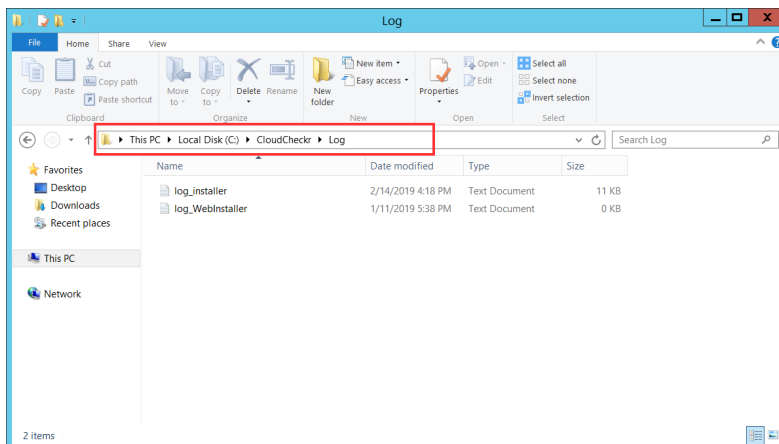 Log
File Home Share View
Copy
Paste
Cut
Copy path
Paste shortcut
Clipboard
Move to
Copy to
Delete
Rename
Organize
New folder
New item
Easy access
New
Properties
Open
Edit
Open
Select all
Select none
Invert selection
Select
This PC Local Disk (C:) CloudCheckr Log
Search Log
Favorites
Desktop
Downloads
Recent places
This PC
Network
Name Date modified Type Size
log_installer 2/14/2019 4:18 PM Text Document 11 KB
log_WebInstaller 1/11/2019 5:38 PM Text Document 0 KB
2 items